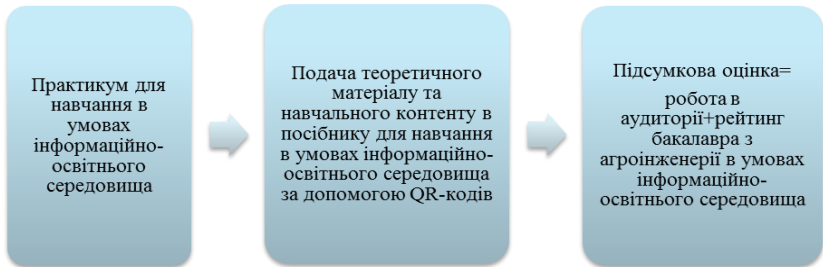 Практикум для
навчання в
умовах
інформаційно-
освітнього
середовища
Подача теоретичного
матеріалу та
навчального контенту в
посібнику для навчання
в умовах інформаційно-
освітнього середовища
за допомогою QR-кодів
Підсумкова оцінка=
робота в
аудиторії+рейтинг
бакалавра з
агроінженерії в умовах
інформаційно-
освітнього середовища